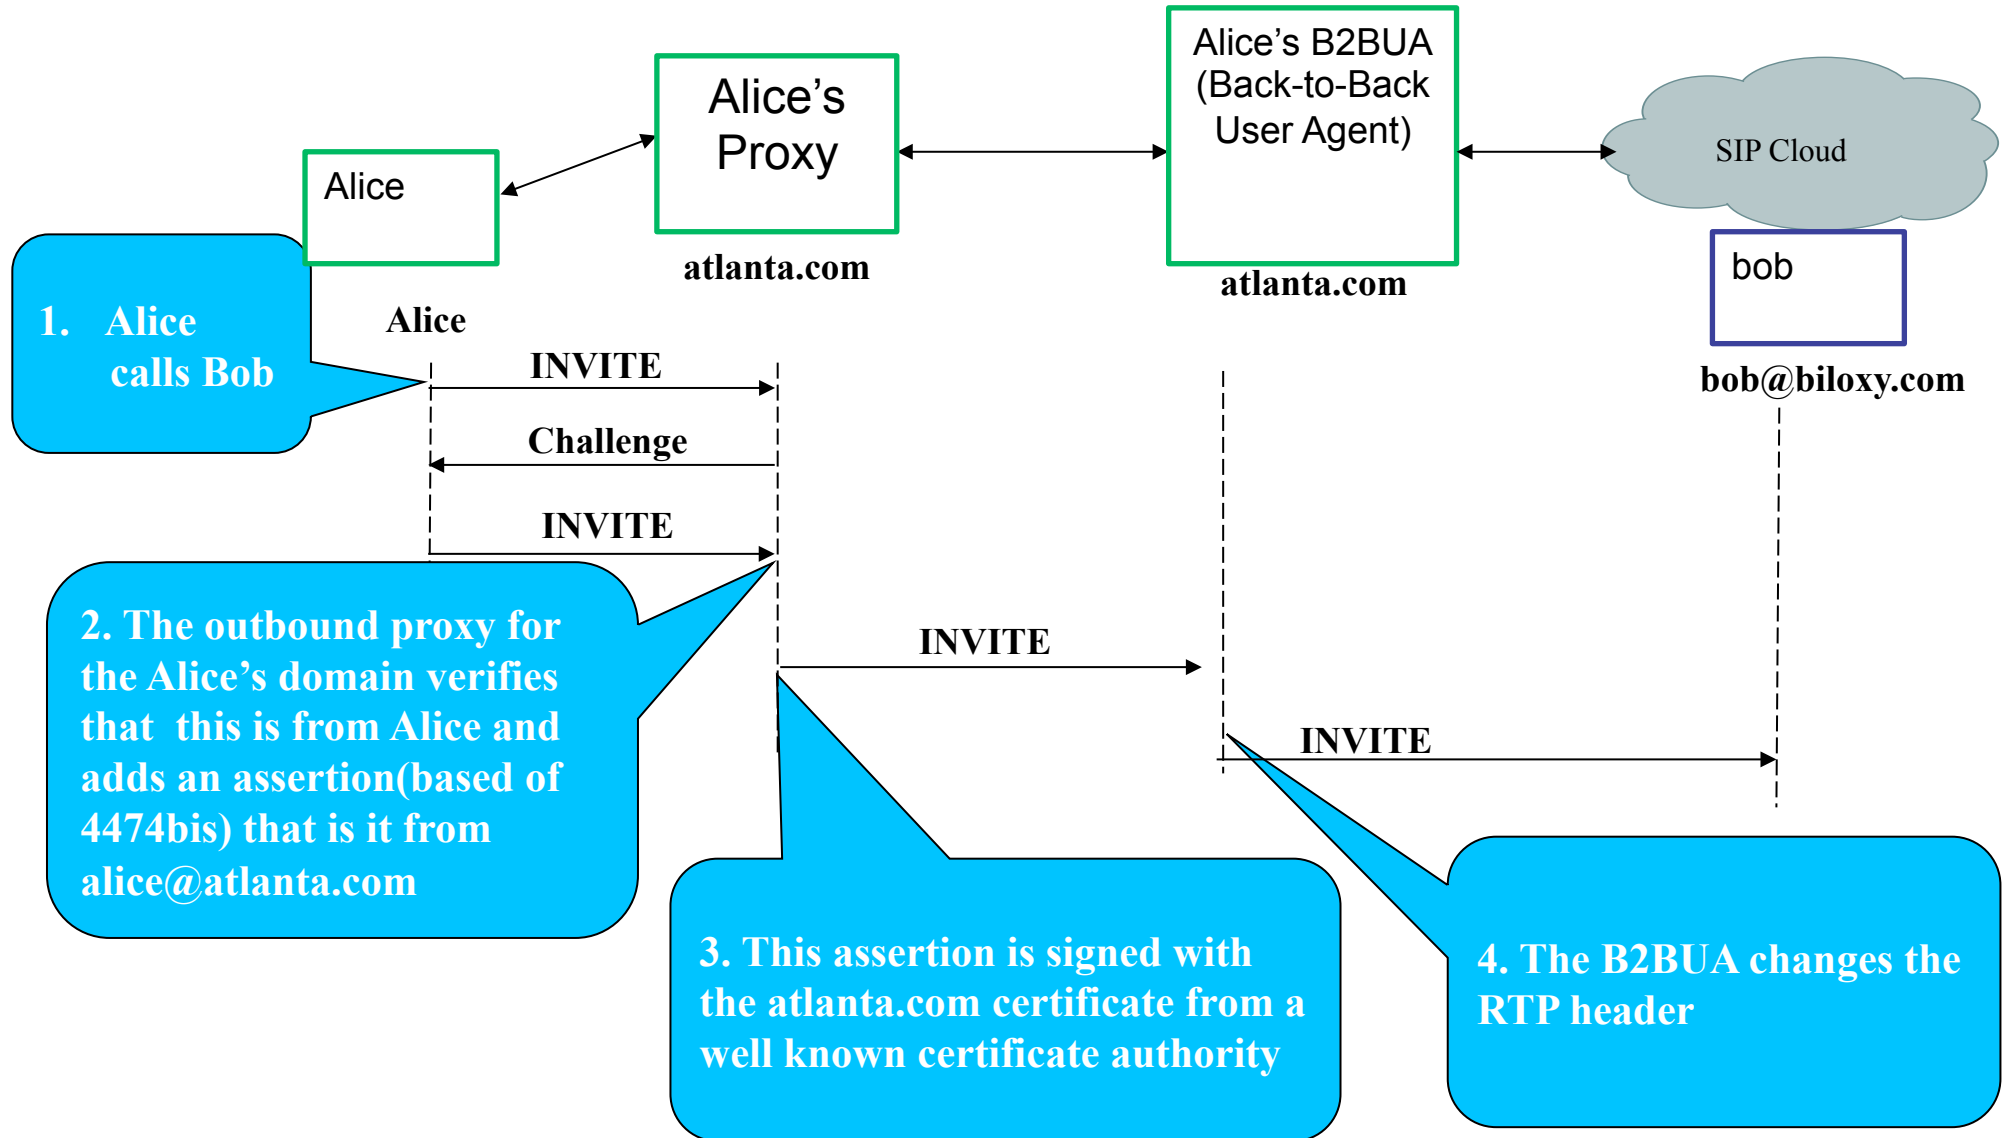 Alice
Alice’s
Proxy
Alice’s B2BUA
(Back-to-Back
User Agent)
SIP Cloud
bob
atlanta.com
atlanta.com
bob@biloxy.com
1. Alice
calls Bob
Alice
INVITE
Challenge
INVITE
2. The outbound proxy for
the Alice’s domain verifies
that this is from Alice and
adds an assertion(based of
4474bis) that is it from
alice@atlanta.com
INVITE
INVITE
3. This assertion is signed with
the atlanta.com certificate from a
well known certificate authority
4. The B2BUA changes the
RTP header